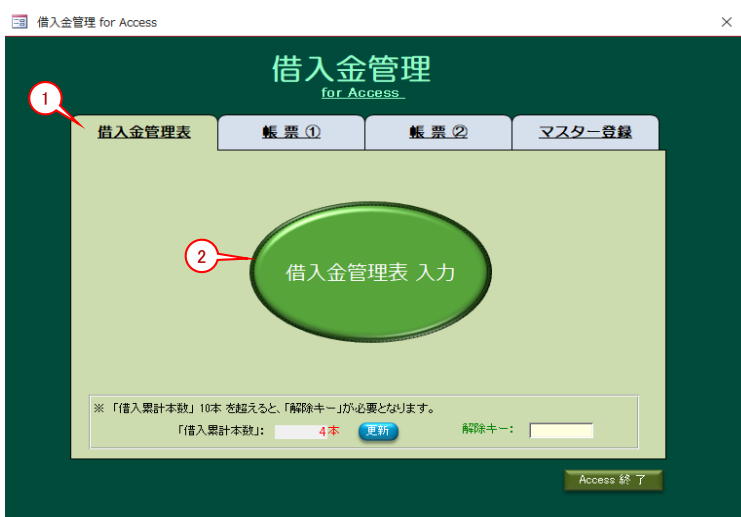 借入金管理 for Access
借入金管理
for Access
1
借入金管理表 帳 票 ① 帳 票 ② マスター登録
2
借入金管理表 入力
※ 「借入累計本数」 10本 を超えると、「解除キー」が必要となります。
「借入累計本数」: 4本 更新 解除キー:
Access 終 了